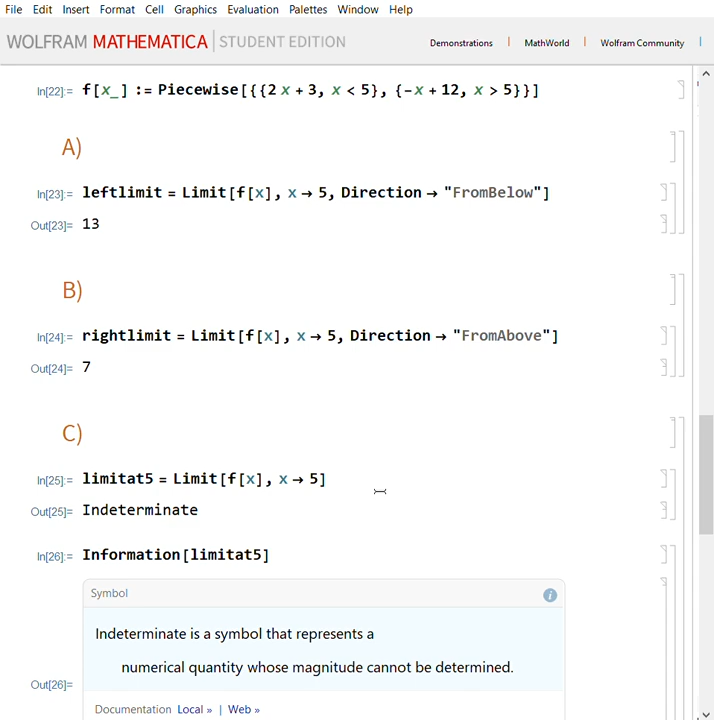 File Edit Insert Format Cell Graphics Evaluation Palettes Window Help
WOLFRAM MATHEMATICA | STUDENT EDITION Demonstrations | MathWorld | Wolfram Community |
In[22]:= f[x_] := Piecewise[{{2 x + 3, x < 5}, {-x + 12, x > 5}}]
A)
In[23]:= leftlimit = Limit[f[x], x → 5, Direction → "FromBelow"]
Out[23]= 13
B)
In[24]:= rightlimit = Limit[f[x], x → 5, Direction → "FromAbove"]
Out[24]= 7
C)
In[25]:= limitat5 = Limit[f[x], x → 5]
Out[25]= Indeterminate
In[26]:= Information[limitat5]
Symbol
i
Indeterminate is a symbol that represents a
numerical quantity whose magnitude cannot be determined.
Out[26]=
Documentation Local » | Web »